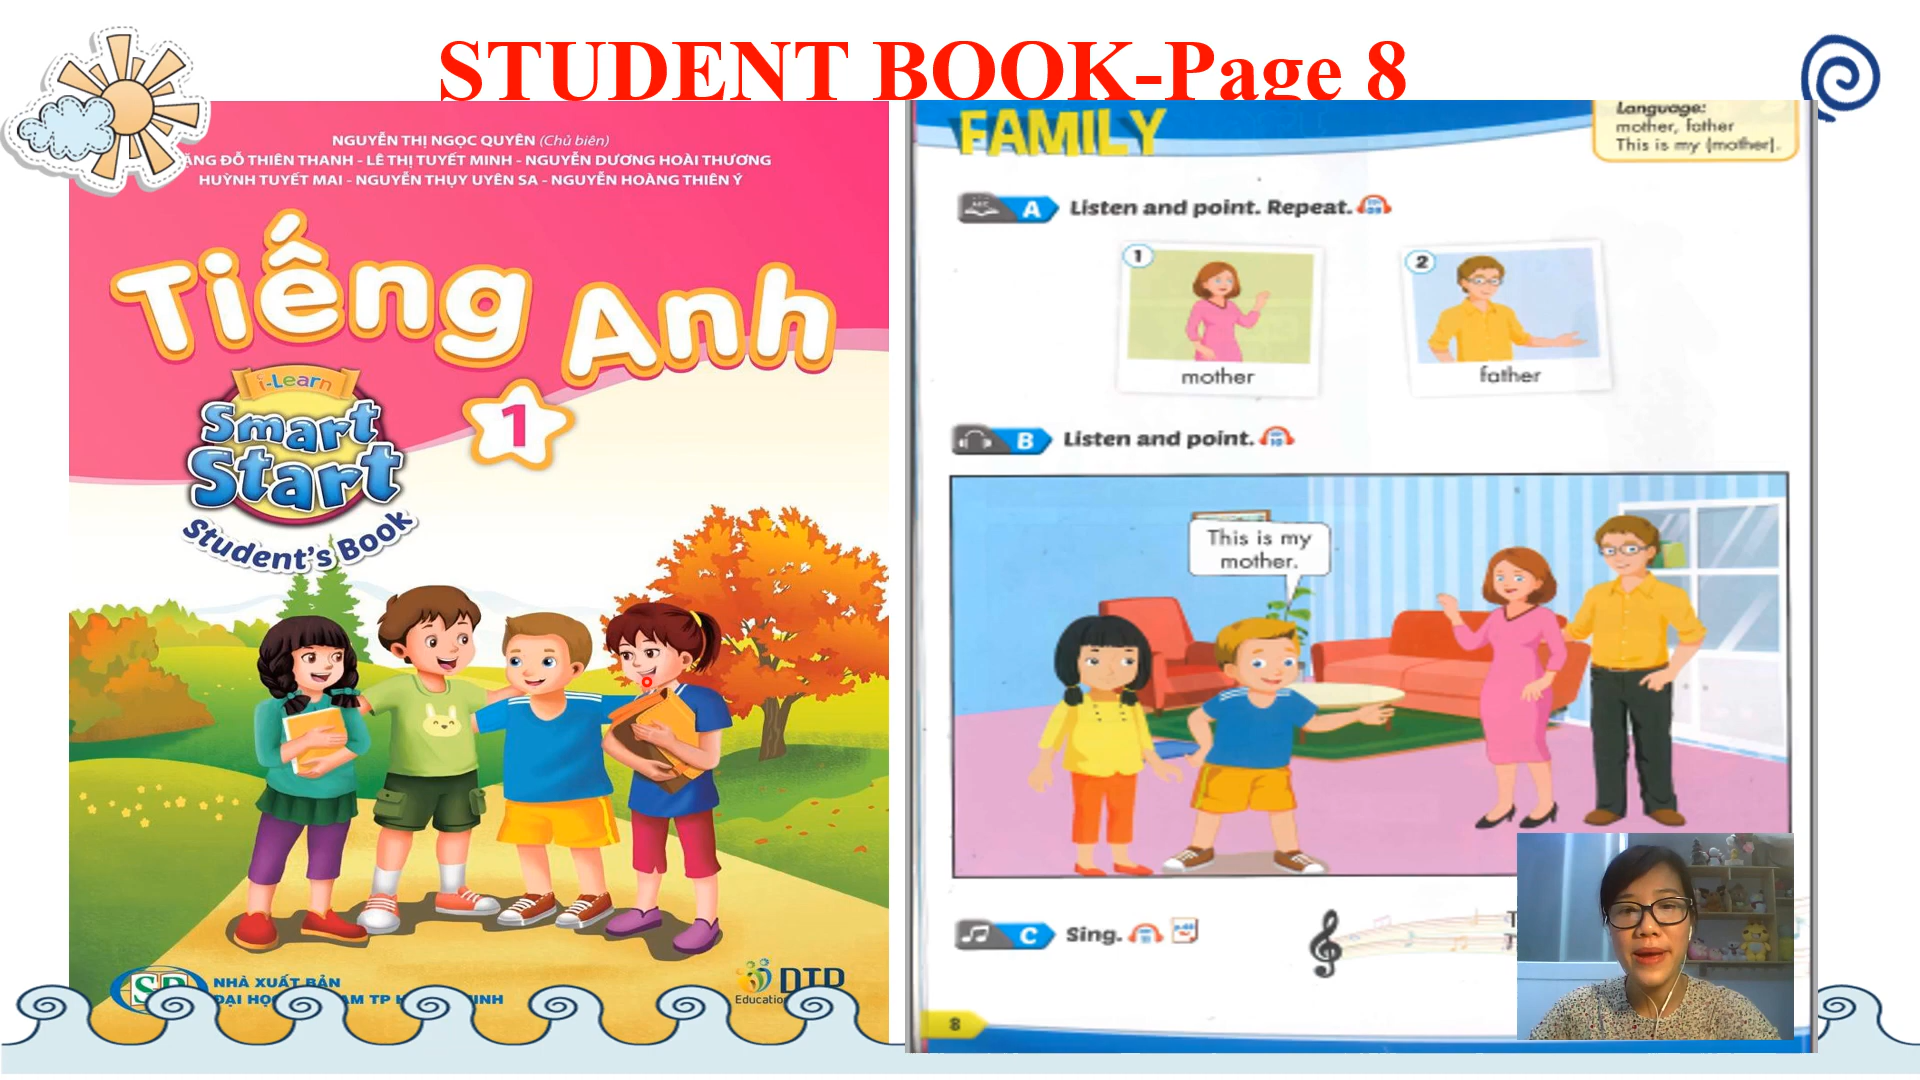 STUDENT BOOK-Page 8
NGUYỄN THỊ NGỌC QUYÊN (Chủ biên)
ĐỖ THIÊN THANH - LÊ THỊ TUYẾT MINH - NGUYỄN DƯƠNG HOÀI THƯƠNG
HUỲNH TUYẾT MAI - NGUYỄN THỤY UYÊN SA - NGUYỄN HOÀNG THIÊN Ý
Tiếng Anh
1
i-Learn
Smart
Start
Student's Book
NHÀ XUẤT BẢN
ĐẠI
DTP
FAMILY
Language:
mother, father
This is my (mother).
A Listen and point. Repeat.
1
mother
2
father
B Listen and point.
This is my
mother.
C Sing.
8